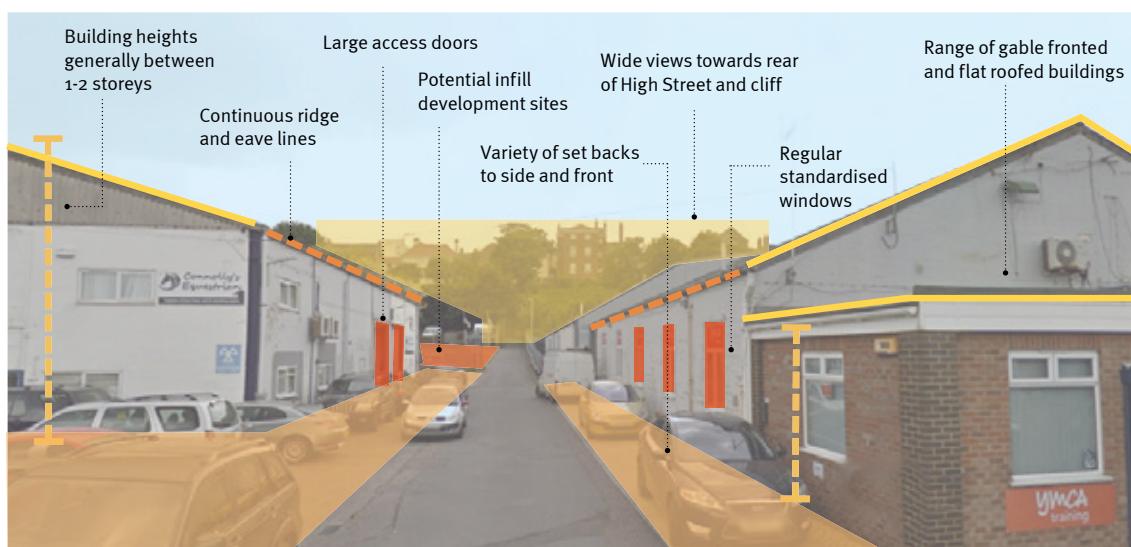 Building heights
generally between
1-2 storeys
Large access doors
Potential infill
development sites
Continuous ridge
and eave lines
Wide views towards rear
of High Street and cliff
Variety of set backs
to side and front
Regular
standardised
windows
Range of gable fronted
and flat roofed buildings
Connolly's
Equestrian
ymca
training